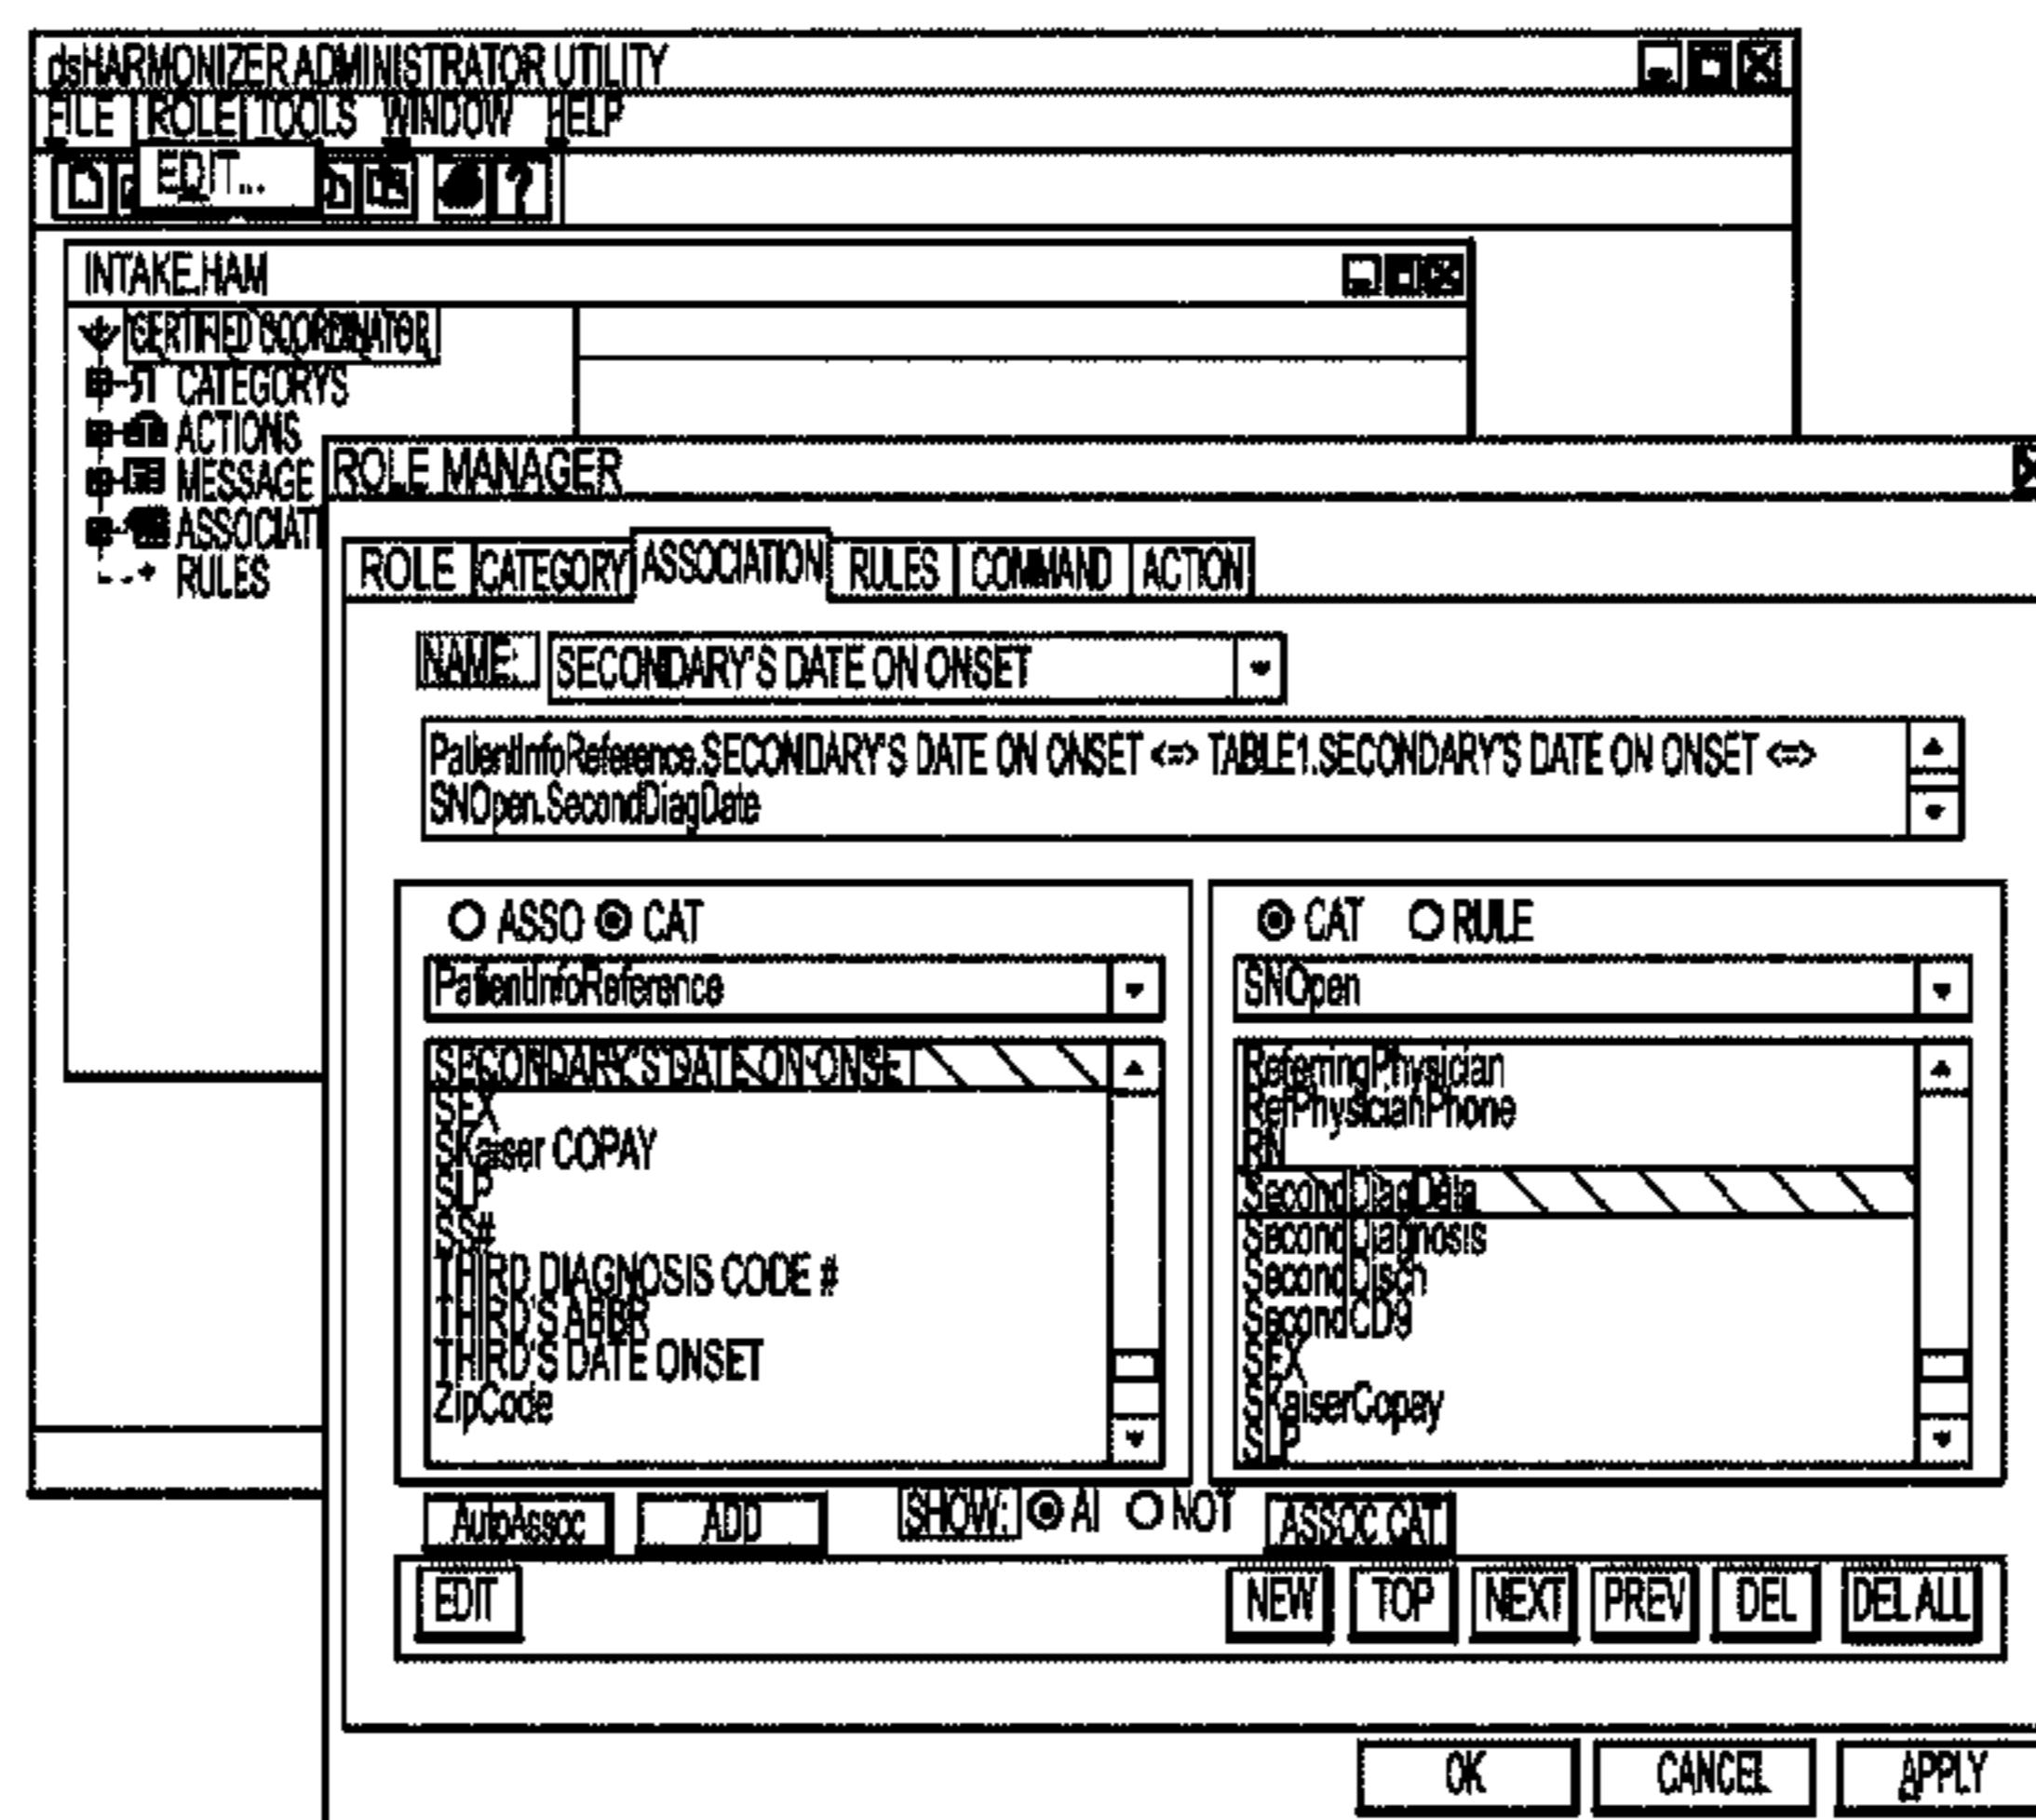 dsHARMONIZER ADMINISTRATOR UTILITY
FILE ROLE TOOLS WINDOW HELP
EDIT...
INTAKE.HAM
CERTIFIED COORDINATOR
CATEGORYS
ACTIONS
MESSAGE
ASSOCIATI
RULES
ROLE MANAGER
ROLE CATEGORY ASSOCIATION RULES COMMAND ACTION
NAME: SECONDARY'S DATE ON ONSET
PatientInfoReference.SECONDARY'S DATE ON ONSET <=> TABLE1.SECONDARY'S DATE ON ONSET <=>
SNOpen.SecondDiagDate
ASSO CAT
PatientInfoReference
SECONDARY'S DATE ON ONSET
SEX
SKaiser COPAY
SLP
SS#
THIRD DIAGNOSIS CODE #
THIRD'S ABBR
THIRD'S DATE ONSET
ZipCode
CAT RULE
SNOpen
ReferringPhysician
RefPhysicianPhone
RN
SecondDiagData
SecondDiagnosis
SecondDisch
SecondCD9
SEX
SKaiserCopay
SLP
AutoAssoc ADD SHOW: Al NOT ASSOC CAT
EDIT NEW TOP NEXT PREV DEL DEL ALL
OK CANCEL APPLY